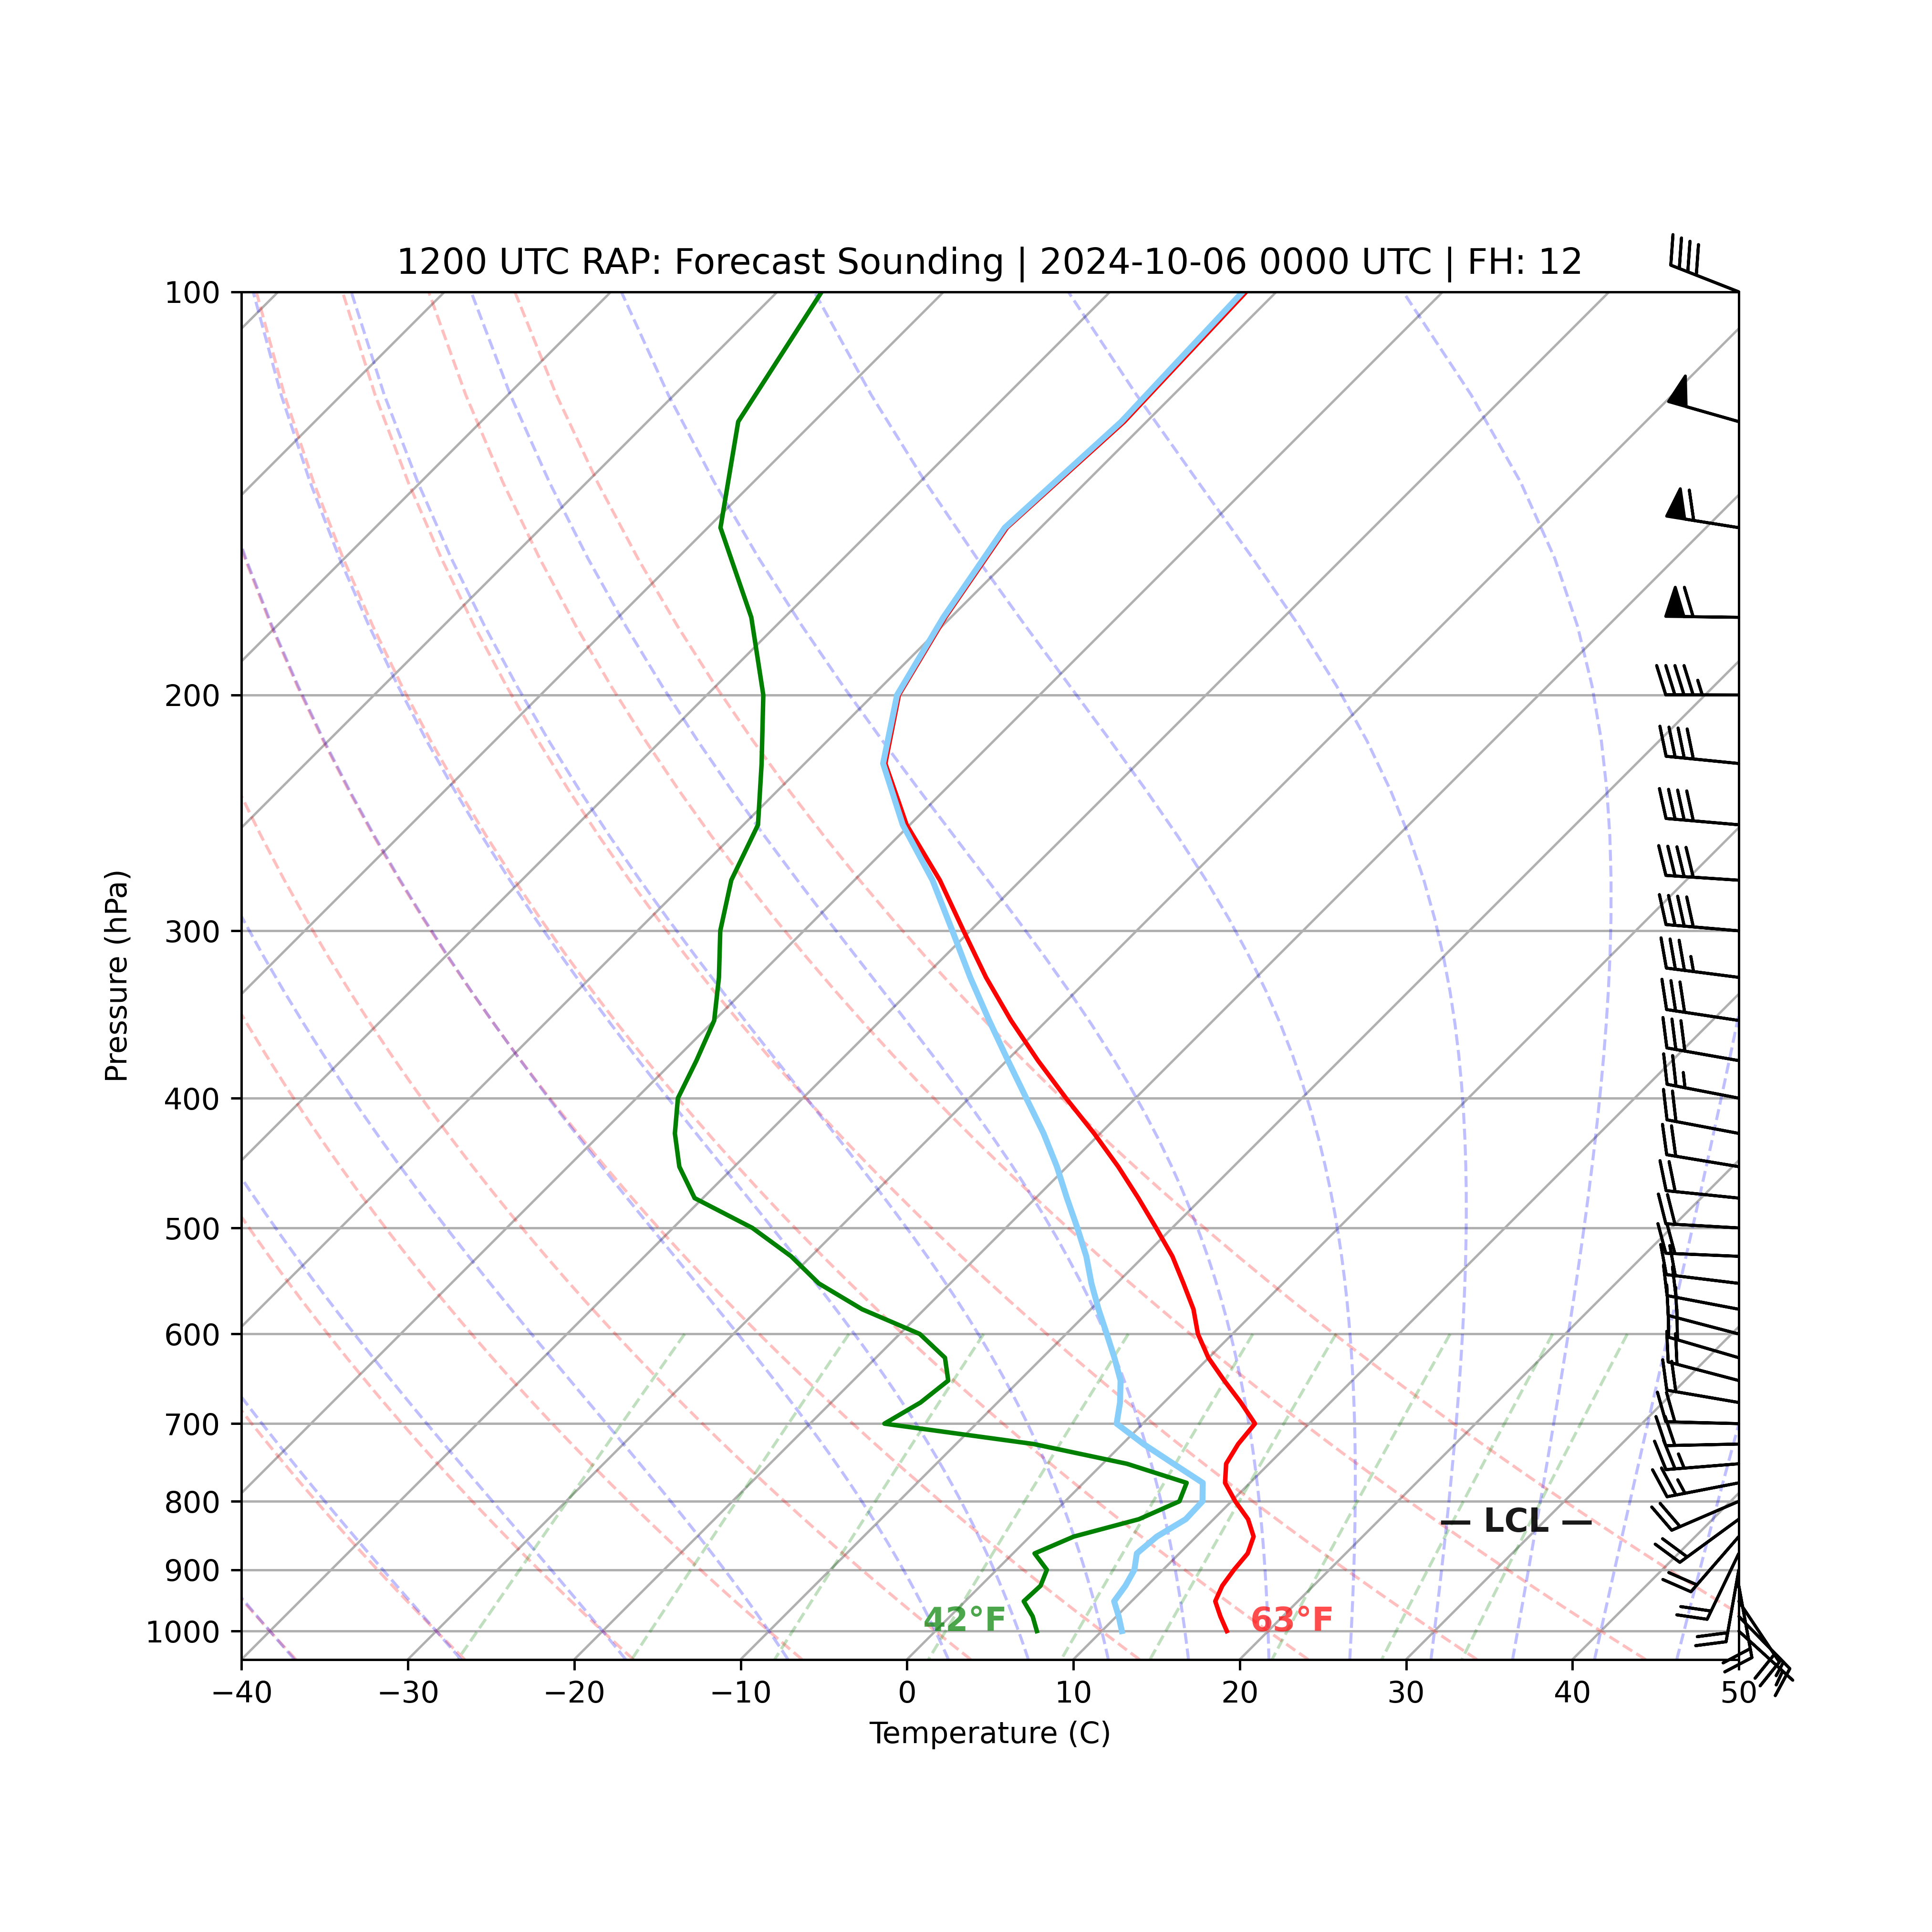 1200 UTC RAP: Forecast Sounding | 2024-10-06 0000 UTC | FH: 12
100
200
300
400
500
600
700
800
900
1000
Pressure (hPa)
— LCL —
42°F
63°F
−40 −30 −20 −10 0 10 20 30 40 50
Temperature (C)